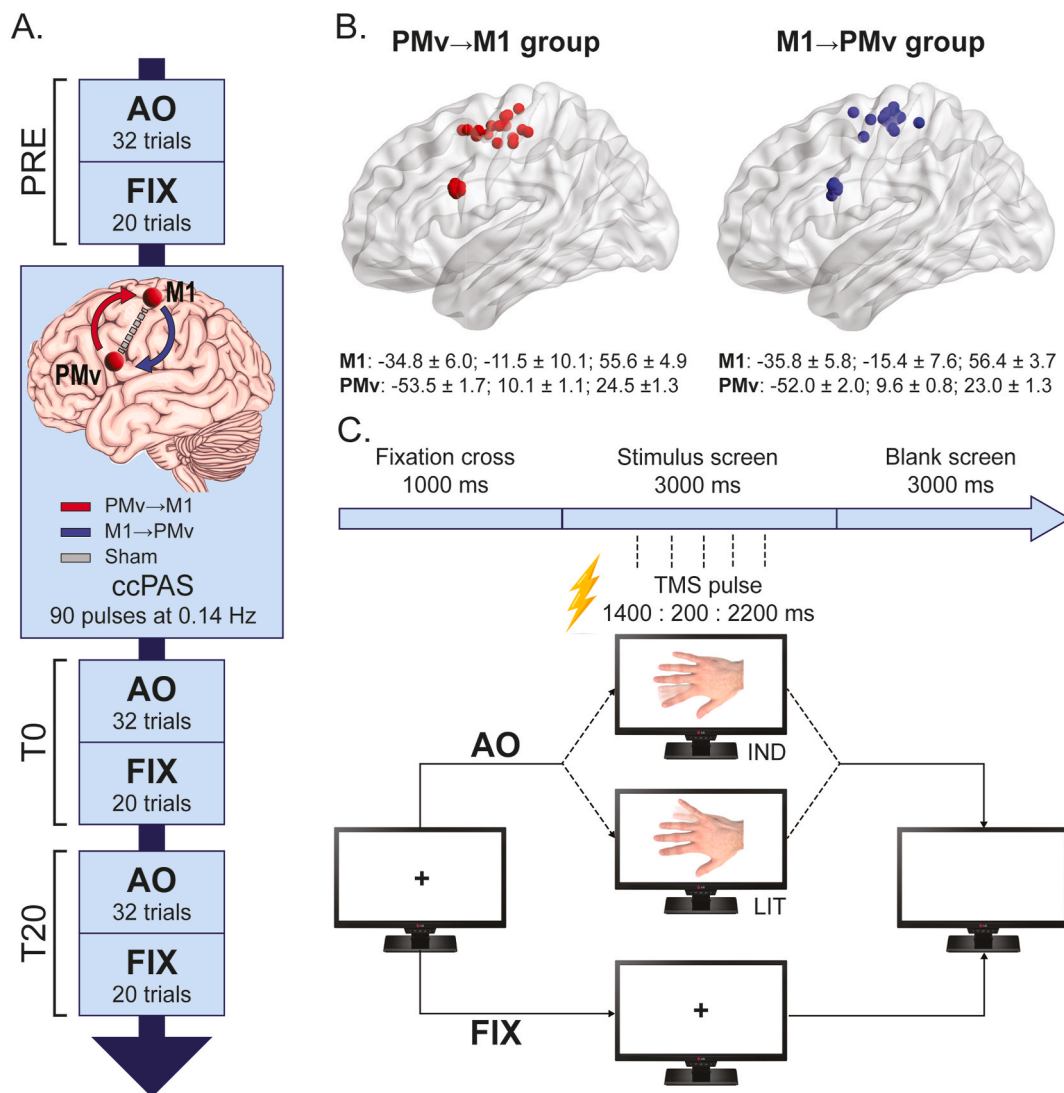 A.
PRE
AO
32 trials
FIX
20 trials
M1
PMv
PMv→M1
M1→PMv
Sham
ccPAS
90 pulses at 0.14 Hz
T0
AO
32 trials
FIX
20 trials
T20
AO
32 trials
FIX
20 trials
B.
PMv→M1 group
M1→PMv group
M1: -34.8 ± 6.0; -11.5 ± 10.1; 55.6 ± 4.9
PMv: -53.5 ± 1.7; 10.1 ± 1.1; 24.5 ±1.3
M1: -35.8 ± 5.8; -15.4 ± 7.6; 56.4 ± 3.7
PMv: -52.0 ± 2.0; 9.6 ± 0.8; 23.0 ± 1.3
C.
Fixation cross
1000 ms
Stimulus screen
3000 ms
Blank screen
3000 ms
TMS pulse
1400 : 200 : 2200 ms
AO
IND
LIT
FIX